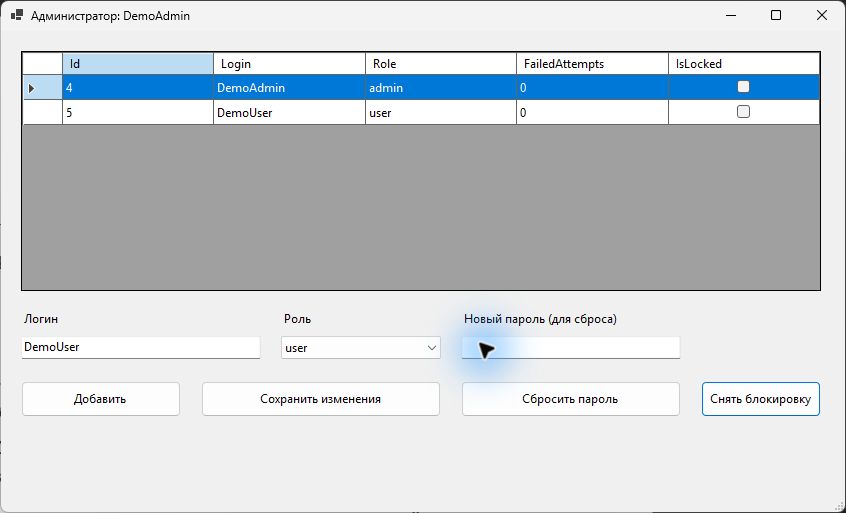 Администратор: DemoAdmin
Id Login Role FailedAttempts IsLocked
4 DemoAdmin admin 0
5 DemoUser user 0
Логин Роль Новый пароль (для сброса)
DemoUser user
Добавить Сохранить изменения Сбросить пароль Снять блокировку